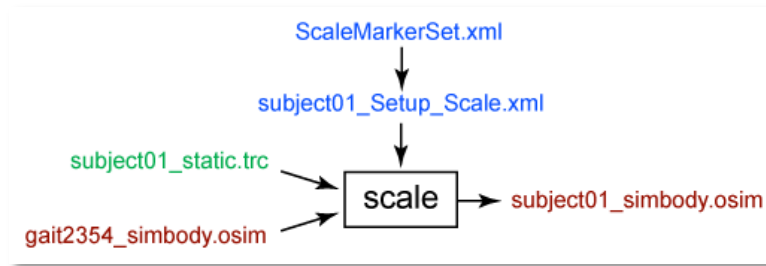 ScaleMarkerSet.xml
subject01_Setup_Scale.xml
subject01_static.trc
scale
subject01_simbody.osim
gait2354_simbody.osim